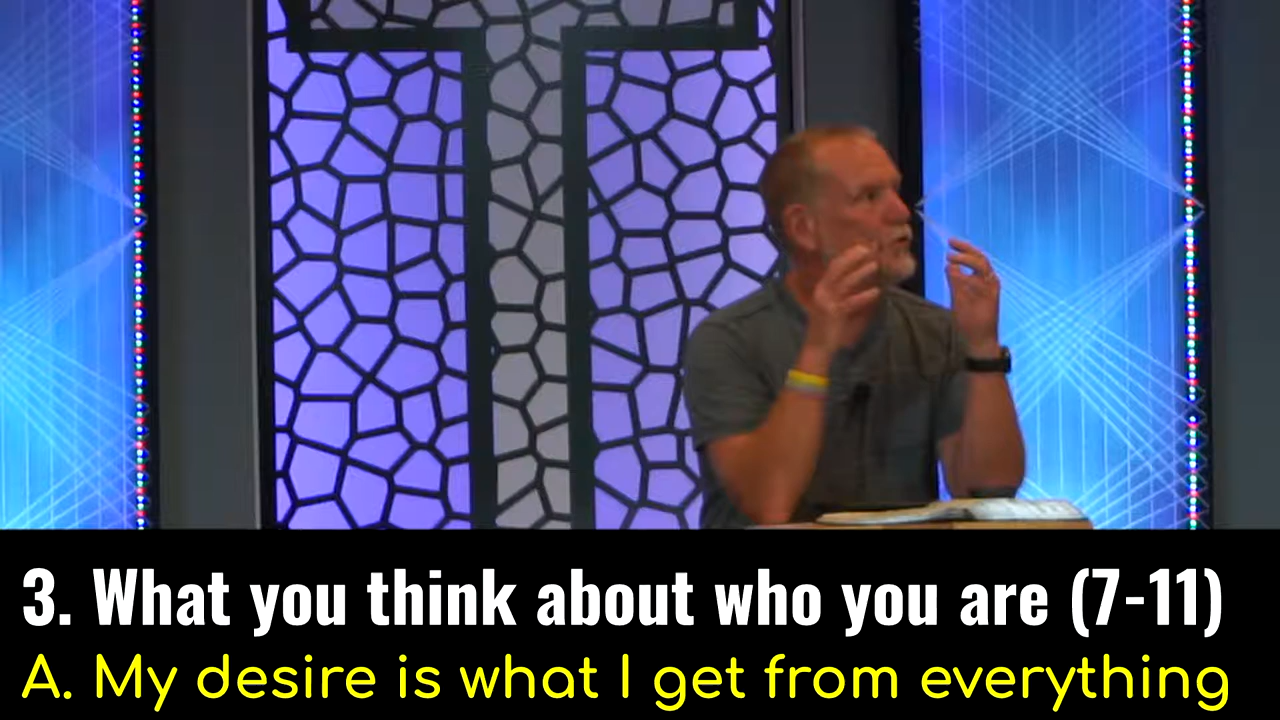 3. What you think about who you are (7-11)
A. My desire is what I get from everything